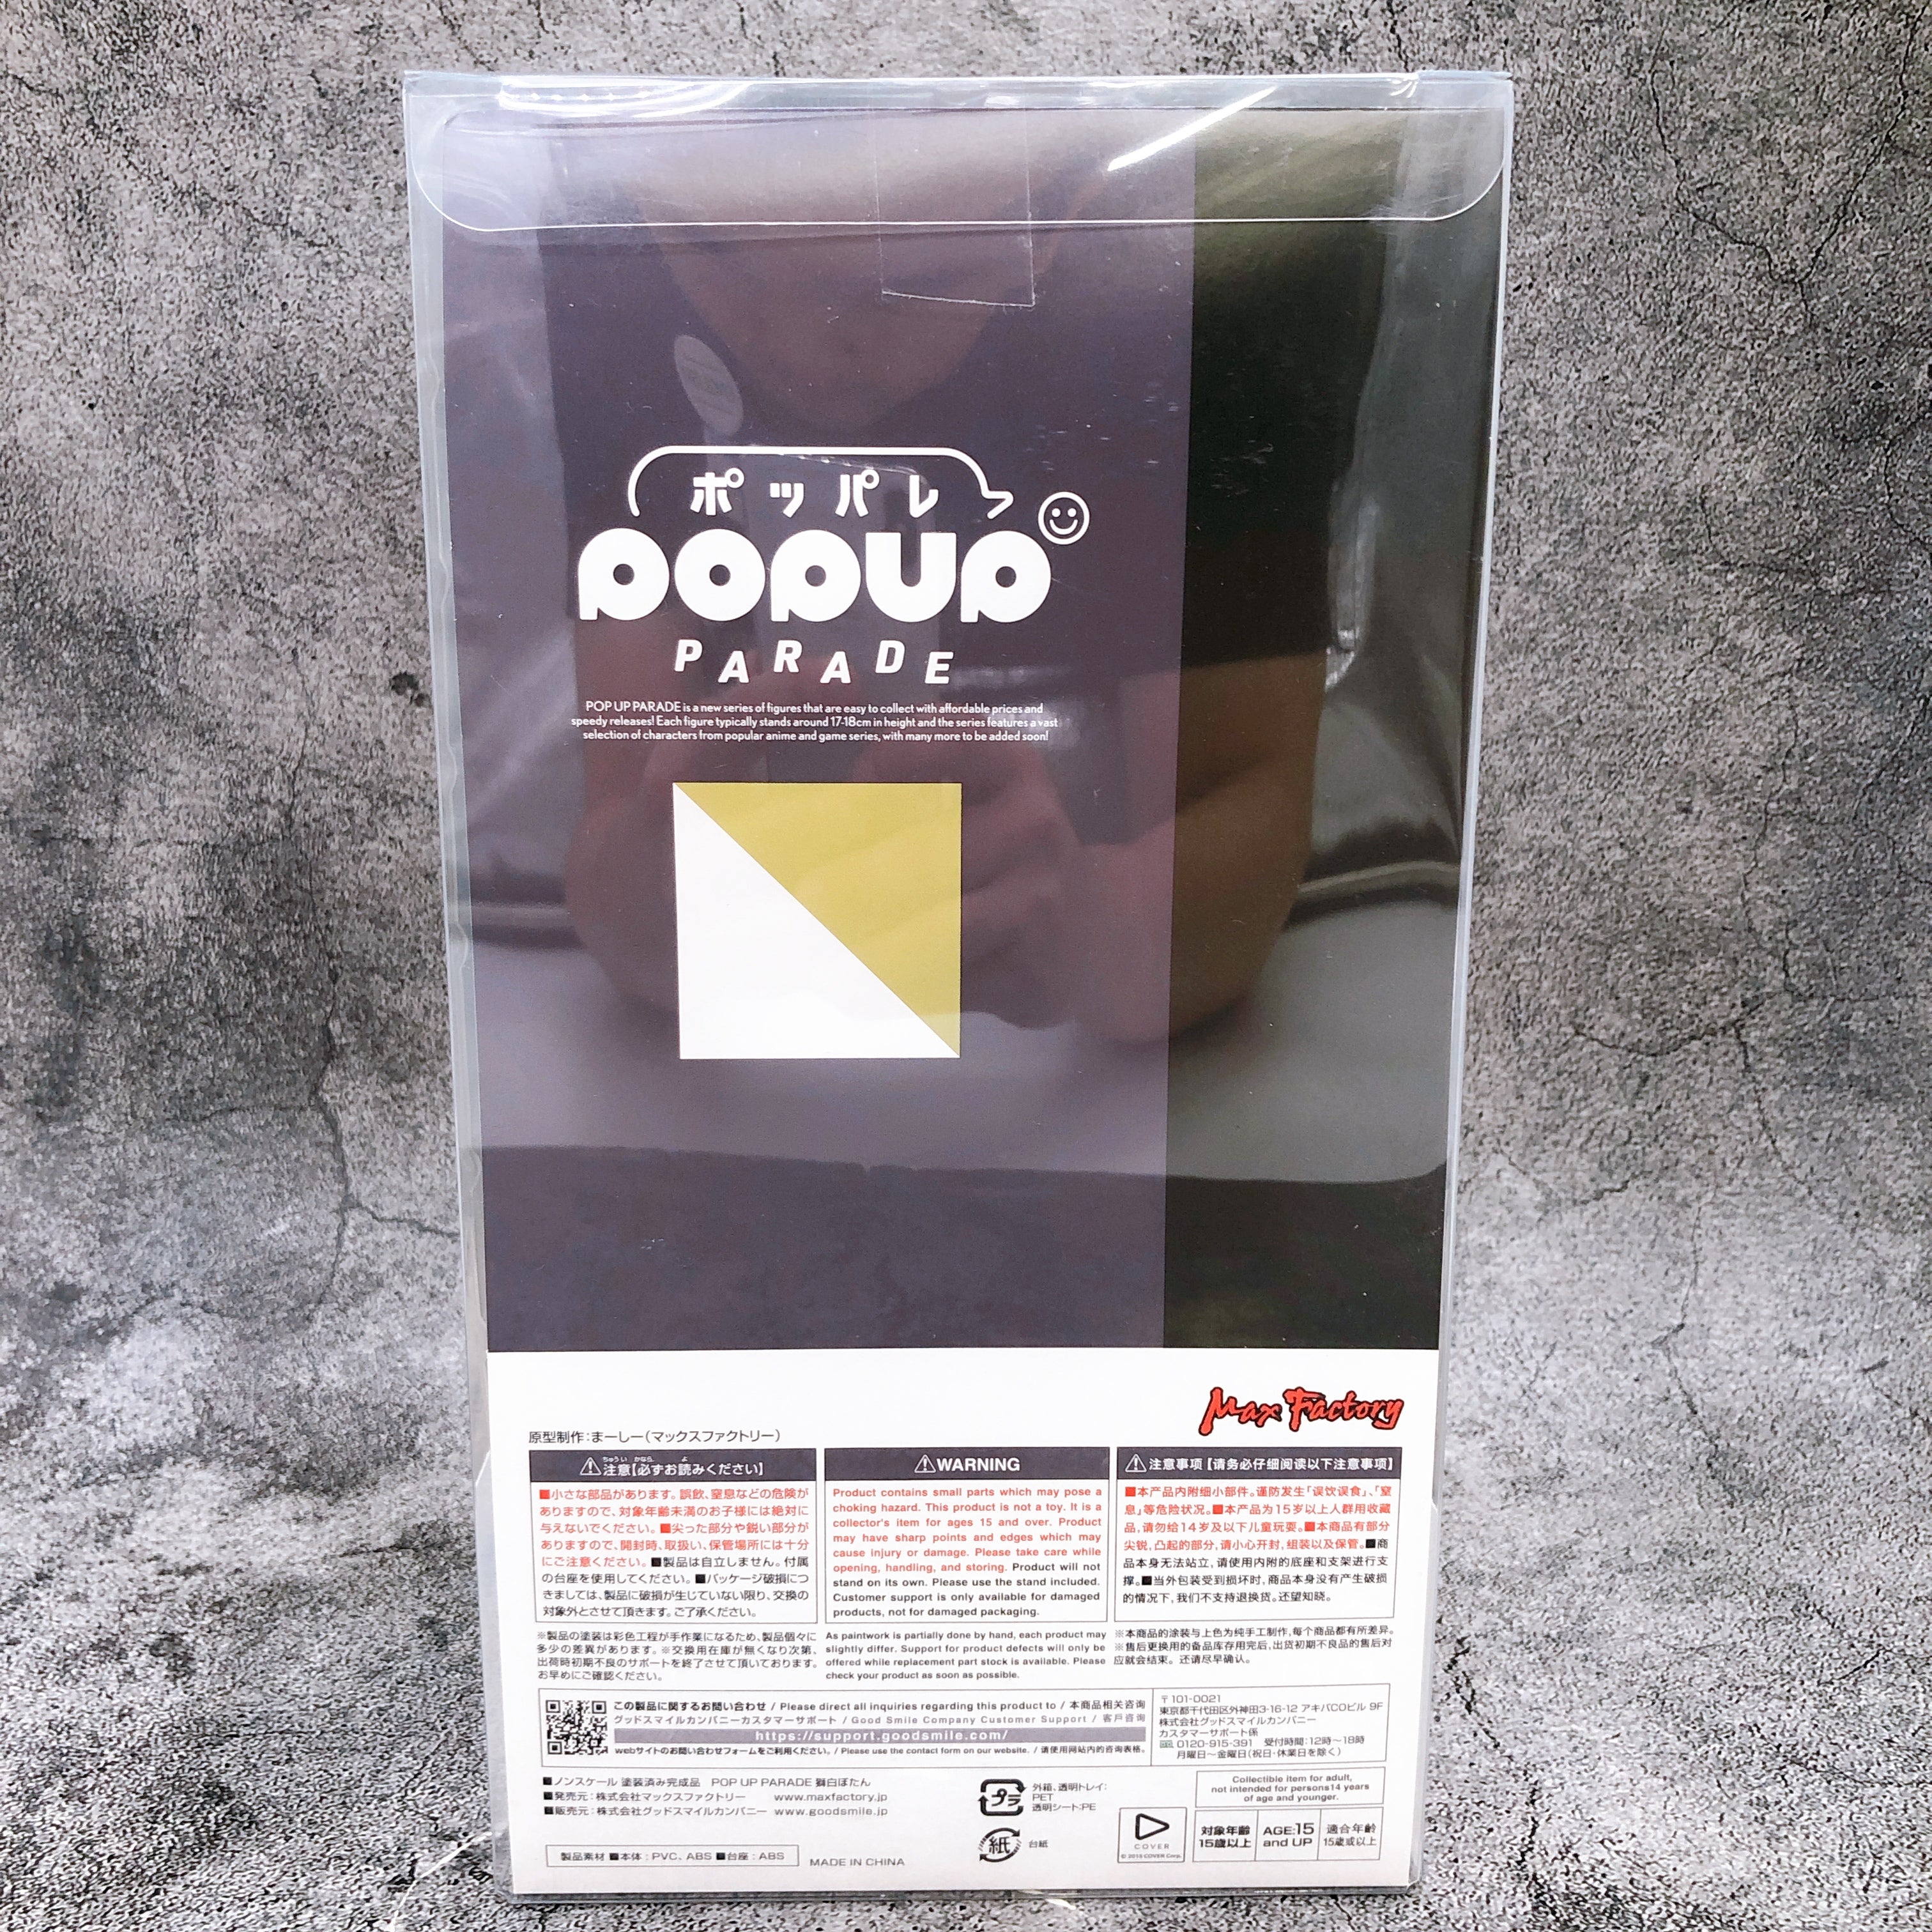 ポッパレ
POPUP
PARADE
POP UP PARADE is a new series of figures that are easy to collect with affordable prices and
speedy releases! Each figure typically stands around 17-18cm in height and the series features a vast
selection of characters from popular anime and game series, with many more to be added soon!
Max Factory
原型制作：まーしー（マックスファクトリー）
⚠注意【必ずお読みください】
■小さな部品があります。誤飲、窒息などの危険が
ありますので、対象年齢未満のお子様には絶対に
与えないでください。■尖った部分や鋭い部分が
ありますので、開封時、取扱い、保管場所には十分
にご注意ください。■製品は自立しません。付属
の台座を使用してください。■パッケージ破損につ
きましては、製品に破損が生じていない限り、交換の
対象外とさせて頂きます。ご了承ください。
⚠WARNING
Product contains small parts which may pose a
choking hazard. This product is not a toy. It is a
collector's item for ages 15 and over. Product
may have sharp points and edges which may
cause injury or damage. Please take care while
opening, handling, and storing. Product will not
stand on its own. Please use the stand included.
Customer support is only available for damaged
products, not for damaged packaging.
⚠注意事项【请务必仔细阅读以下注意事项】
■本产品内附细小部件。谨防发生「误饮误食」、「窒
息」等危险状况。■本产品为15岁以上人群用收藏
品,请勿给14岁及以下儿童玩耍。■本商品有部分
尖锐,凸起的部分,请小心开封,组装以及保管。■商
品本身无法站立,请使用内附的底座和支架进行支
撑。■当外包装受到损坏时,商品本身没有产生破损
的情况下,我们不支持退换货。还望知晓。
※製品の塗装は彩色工程が手作業になるため、製品個々に
多少の差異があります。※交換用在庫が無くなり次第、
出荷時初期不良のサポートを終了させて頂いております。
お早めにご確認ください。
As paintwork is partially done by hand, each product may
slightly differ. Support for product defects will only be
offered while replacement part stock is available. Please
check your product as soon as possible.
※本商品的涂装与上色为纯手工制作,每个商品都有所差异。
※售后更换用的备品库存用完后,出货初期不良品的售后对
应就会结束。还请尽早确认。
この製品に関するお問い合わせ / Please direct all inquiries regarding this product to / 本商品相关咨询
グッドスマイルカンパニーカスタマーサポート / Good Smile Company Customer Support / 客戶咨询
https://support.goodsmile.com/
webサイトのお問い合わせフォームをご利用ください。/ Please use the contact form on our website. / 请使用网站内的咨询表格。
〒101-0021
東京都千代田区外神田3-16-12 アキバCOビル 9F
株式会社グッドスマイルカンパニー
カスタマーサポート係
0120-915-391 受付時間:12時～18時
月曜日～金曜日(祝日・休業日を除く)
■ノンスケール 塗装済み完成品 POP UP PARADE 獅白ぼたん
■発売元：株式会社マックスファクトリー www.maxfactory.jp
■販売元：株式会社グッドスマイルカンパニー www.goodsmile.jp
製品素材 ■本体：PVC、ABS ■台座：ABS
MADE IN CHINA
プラ
外箱、透明トレイ:
PET
透明シート:PE
紙
台紙
COVER
© 2016 COVER Corp.
Collectible item for adult,
not intended for persons14 years
of age and younger.
対象年齢
15歳以上
AGE:15
and UP
適合年齡
15歲或以上